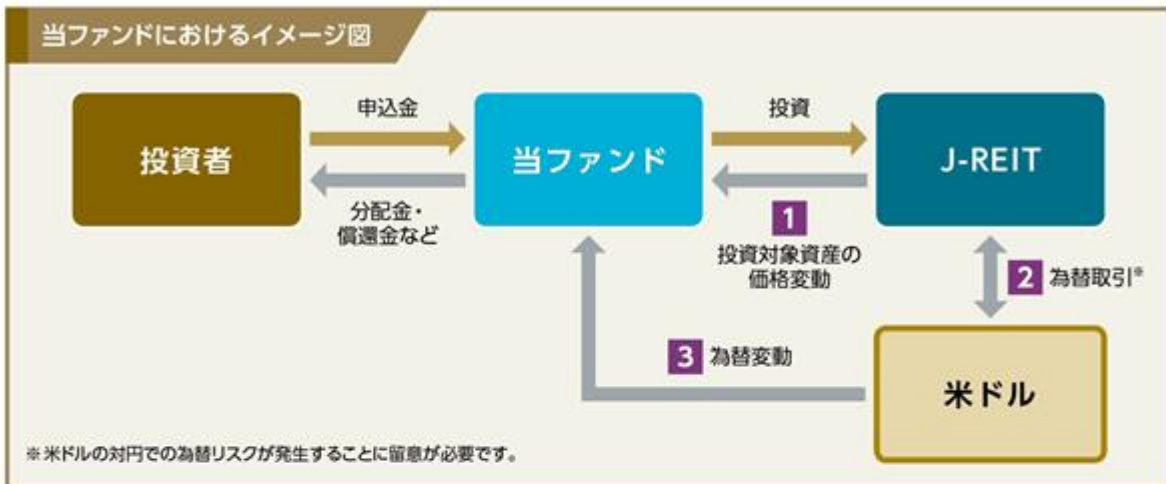 当ファンドにおけるイメージ図
投資者
申込金
分配金・
償還金など
当ファンド
投資
1
投資対象資産の
価格変動
J-REIT
2 為替取引※
3 為替変動
米ドル
※米ドルの対円での為替リスクが発生することに留意が必要です。